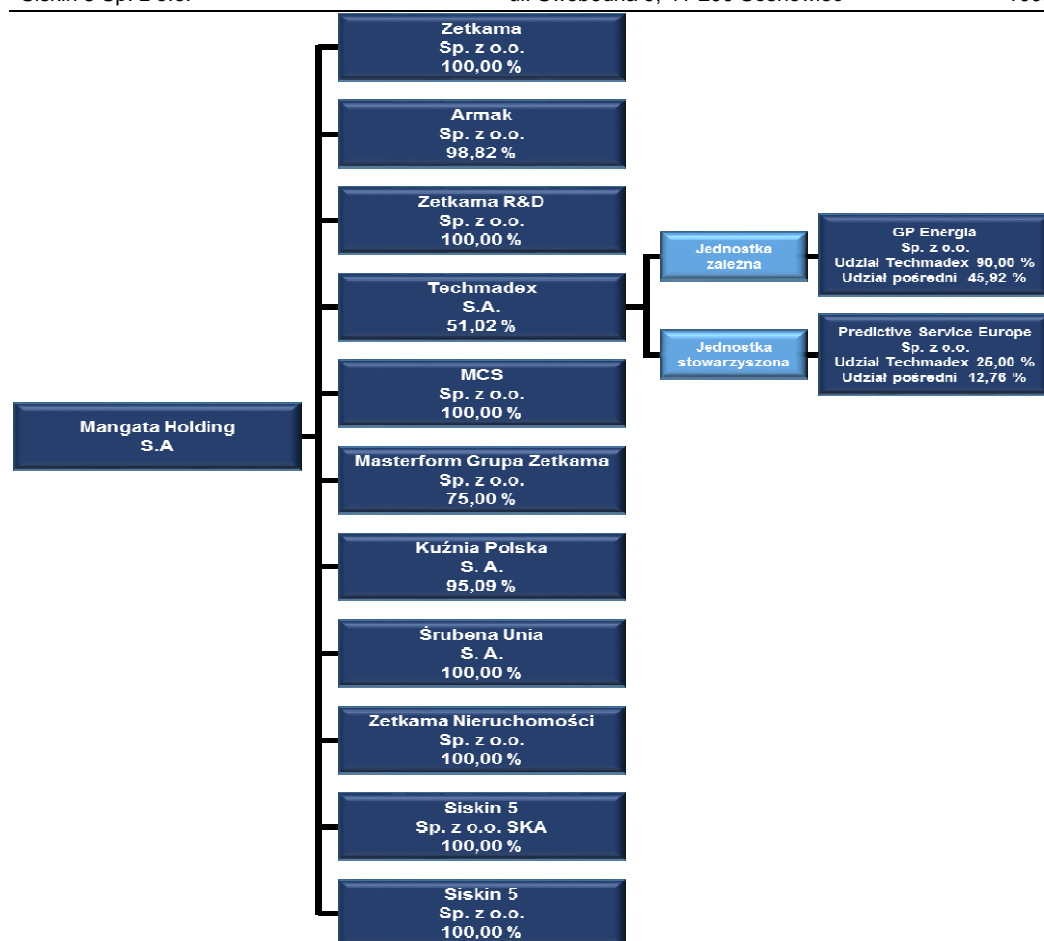 Zetkama
Sp. z o.o.
100,00 %
Armak
Sp. z o.o.
98,82 %
Zetkama R&D
Sp. z o.o.
100,00 %
Techmadex
S.A.
51,02 %
Jednostka
zależna
GP Energia
Sp. z o.o.
Udział Techmadex 90,00 %
Udział pośredni 45,92 %
Jednostka
stowarzyszona
Predictive Service Europe
Sp. z o.o.
Udział Techmadex 25,00 %
Udział pośredni 12,76 %
MCS
Sp. z o.o.
100,00 %
Mangata Holding
S.A
Masterform Grupa Zetkama
Sp. z o.o.
75,00 %
Kuźnia Polska
S. A.
95,09 %
Śrubena Unia
S. A.
100,00 %
Zetkama Nieruchomości
Sp. z o.o.
100,00 %
Siskin 5
Sp. z o.o. SKA
100,00 %
Siskin 5
Sp. z o.o.
100,00 %